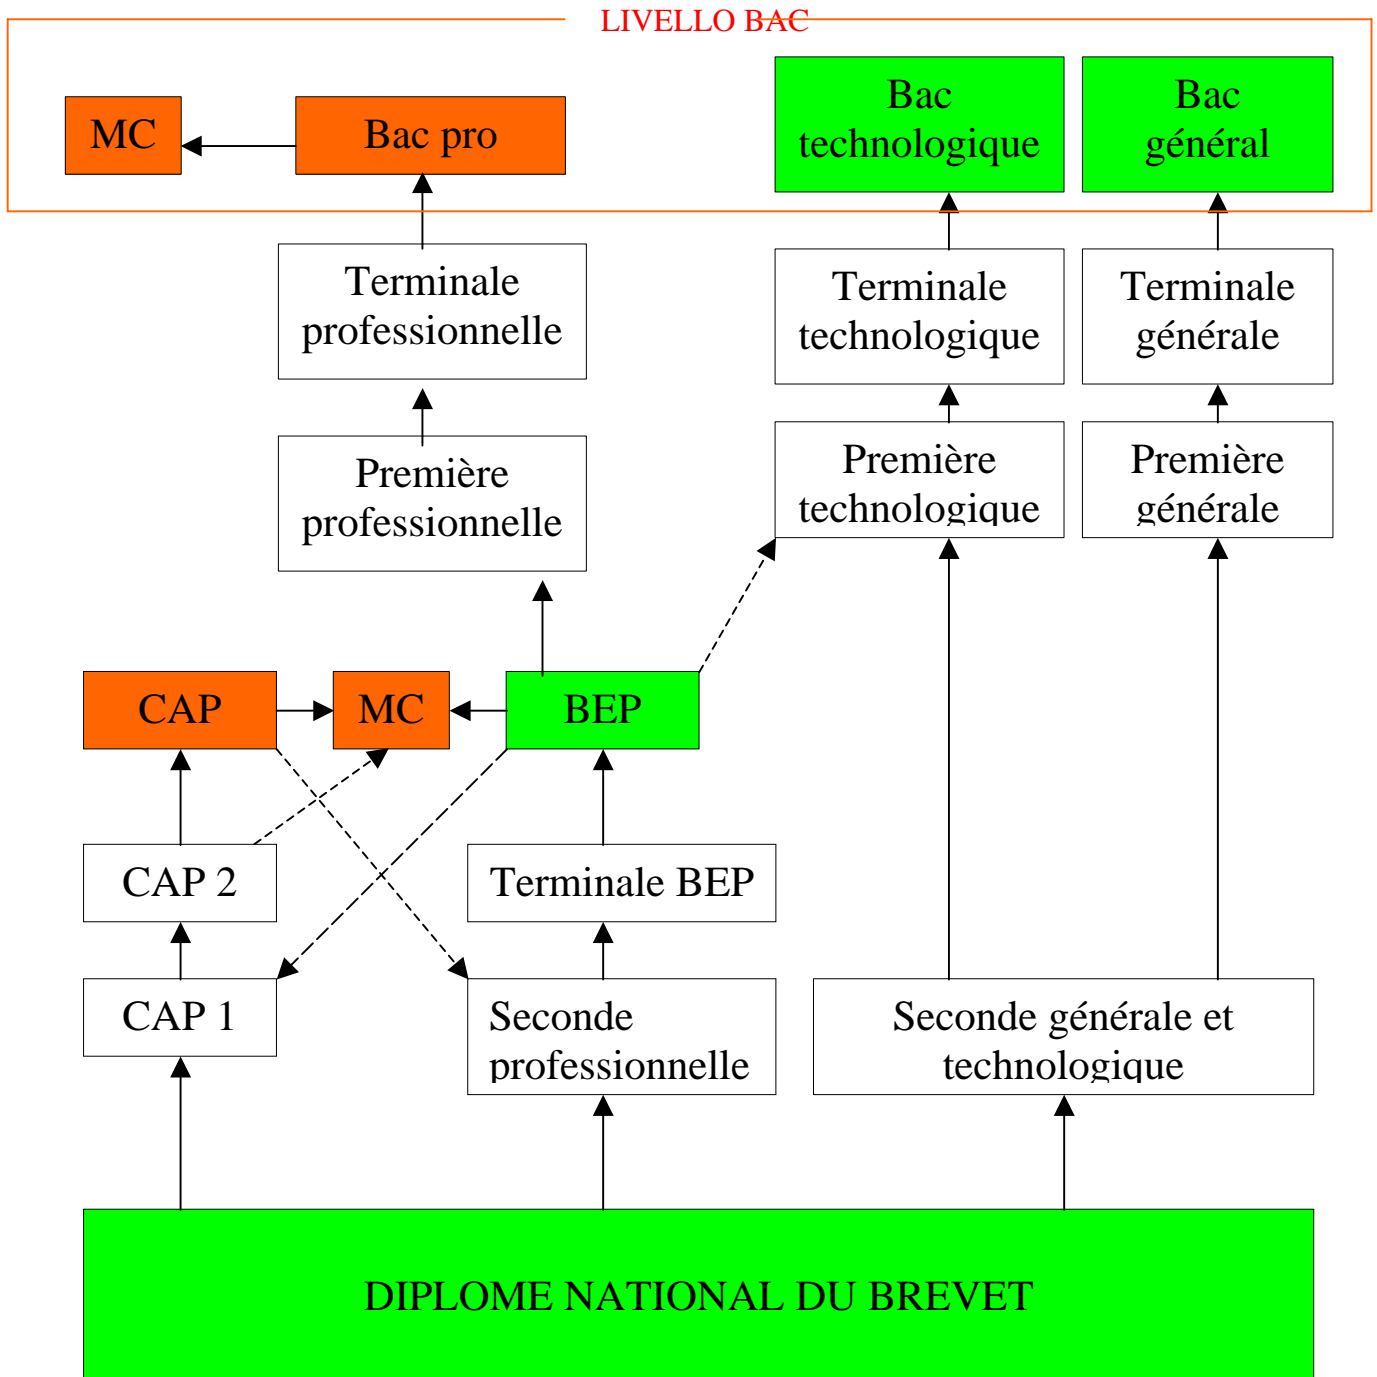 LIVELLO BAC
MC
Bac pro
Bac
technologique
Bac
général
Terminale
professionnelle
Terminale
technologique
Terminale
générale
Première
professionnelle
Première
technologique
Première
générale
CAP
MC
BEP
CAP 2
Terminale BEP
CAP 1
Seconde
professionnelle
Seconde générale et
technologique
DIPLOME NATIONAL DU BREVET